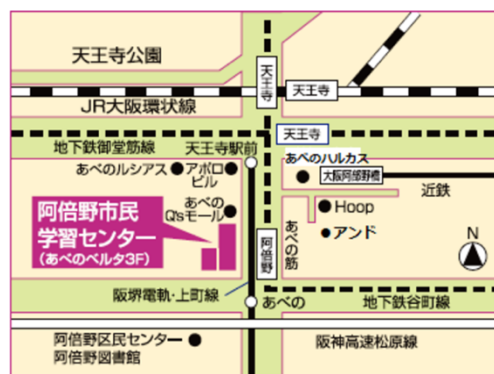 天王寺公園
天王寺
天王寺
JR大阪環状線
天王寺
地下鉄御堂筋線
天王寺駅前
あべのハルカス
あべのルシアス
アポロ
ビル
大阪阿部野橋
近鉄
あべの
Q'sモール
阿倍野市民
学習センター
(あべのベルタ3F)
Hoop
アンド
阿倍野
あべの筋
N
阪堺電軌・上町線
あべの
地下鉄谷町線
阿倍野区民センター
阿倍野図書館
阪神高速松原線